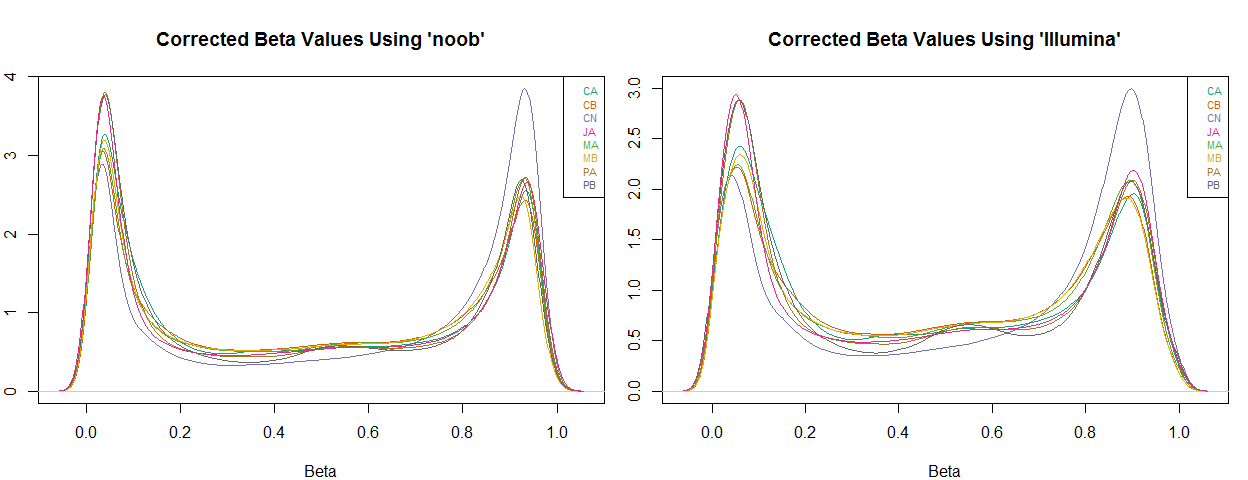 Corrected Beta Values Using 'noob'
4
3
2
1
0
CA
CB
CN
JA
MA
MB
PA
PB
0.0 0.2 0.4 0.6 0.8 1.0
Beta
Corrected Beta Values Using 'Illumina'
3.0
2.5
2.0
1.5
1.0
0.5
0.0
CA
CB
CN
JA
MA
MB
PA
PB
0.0 0.2 0.4 0.6 0.8 1.0
Beta